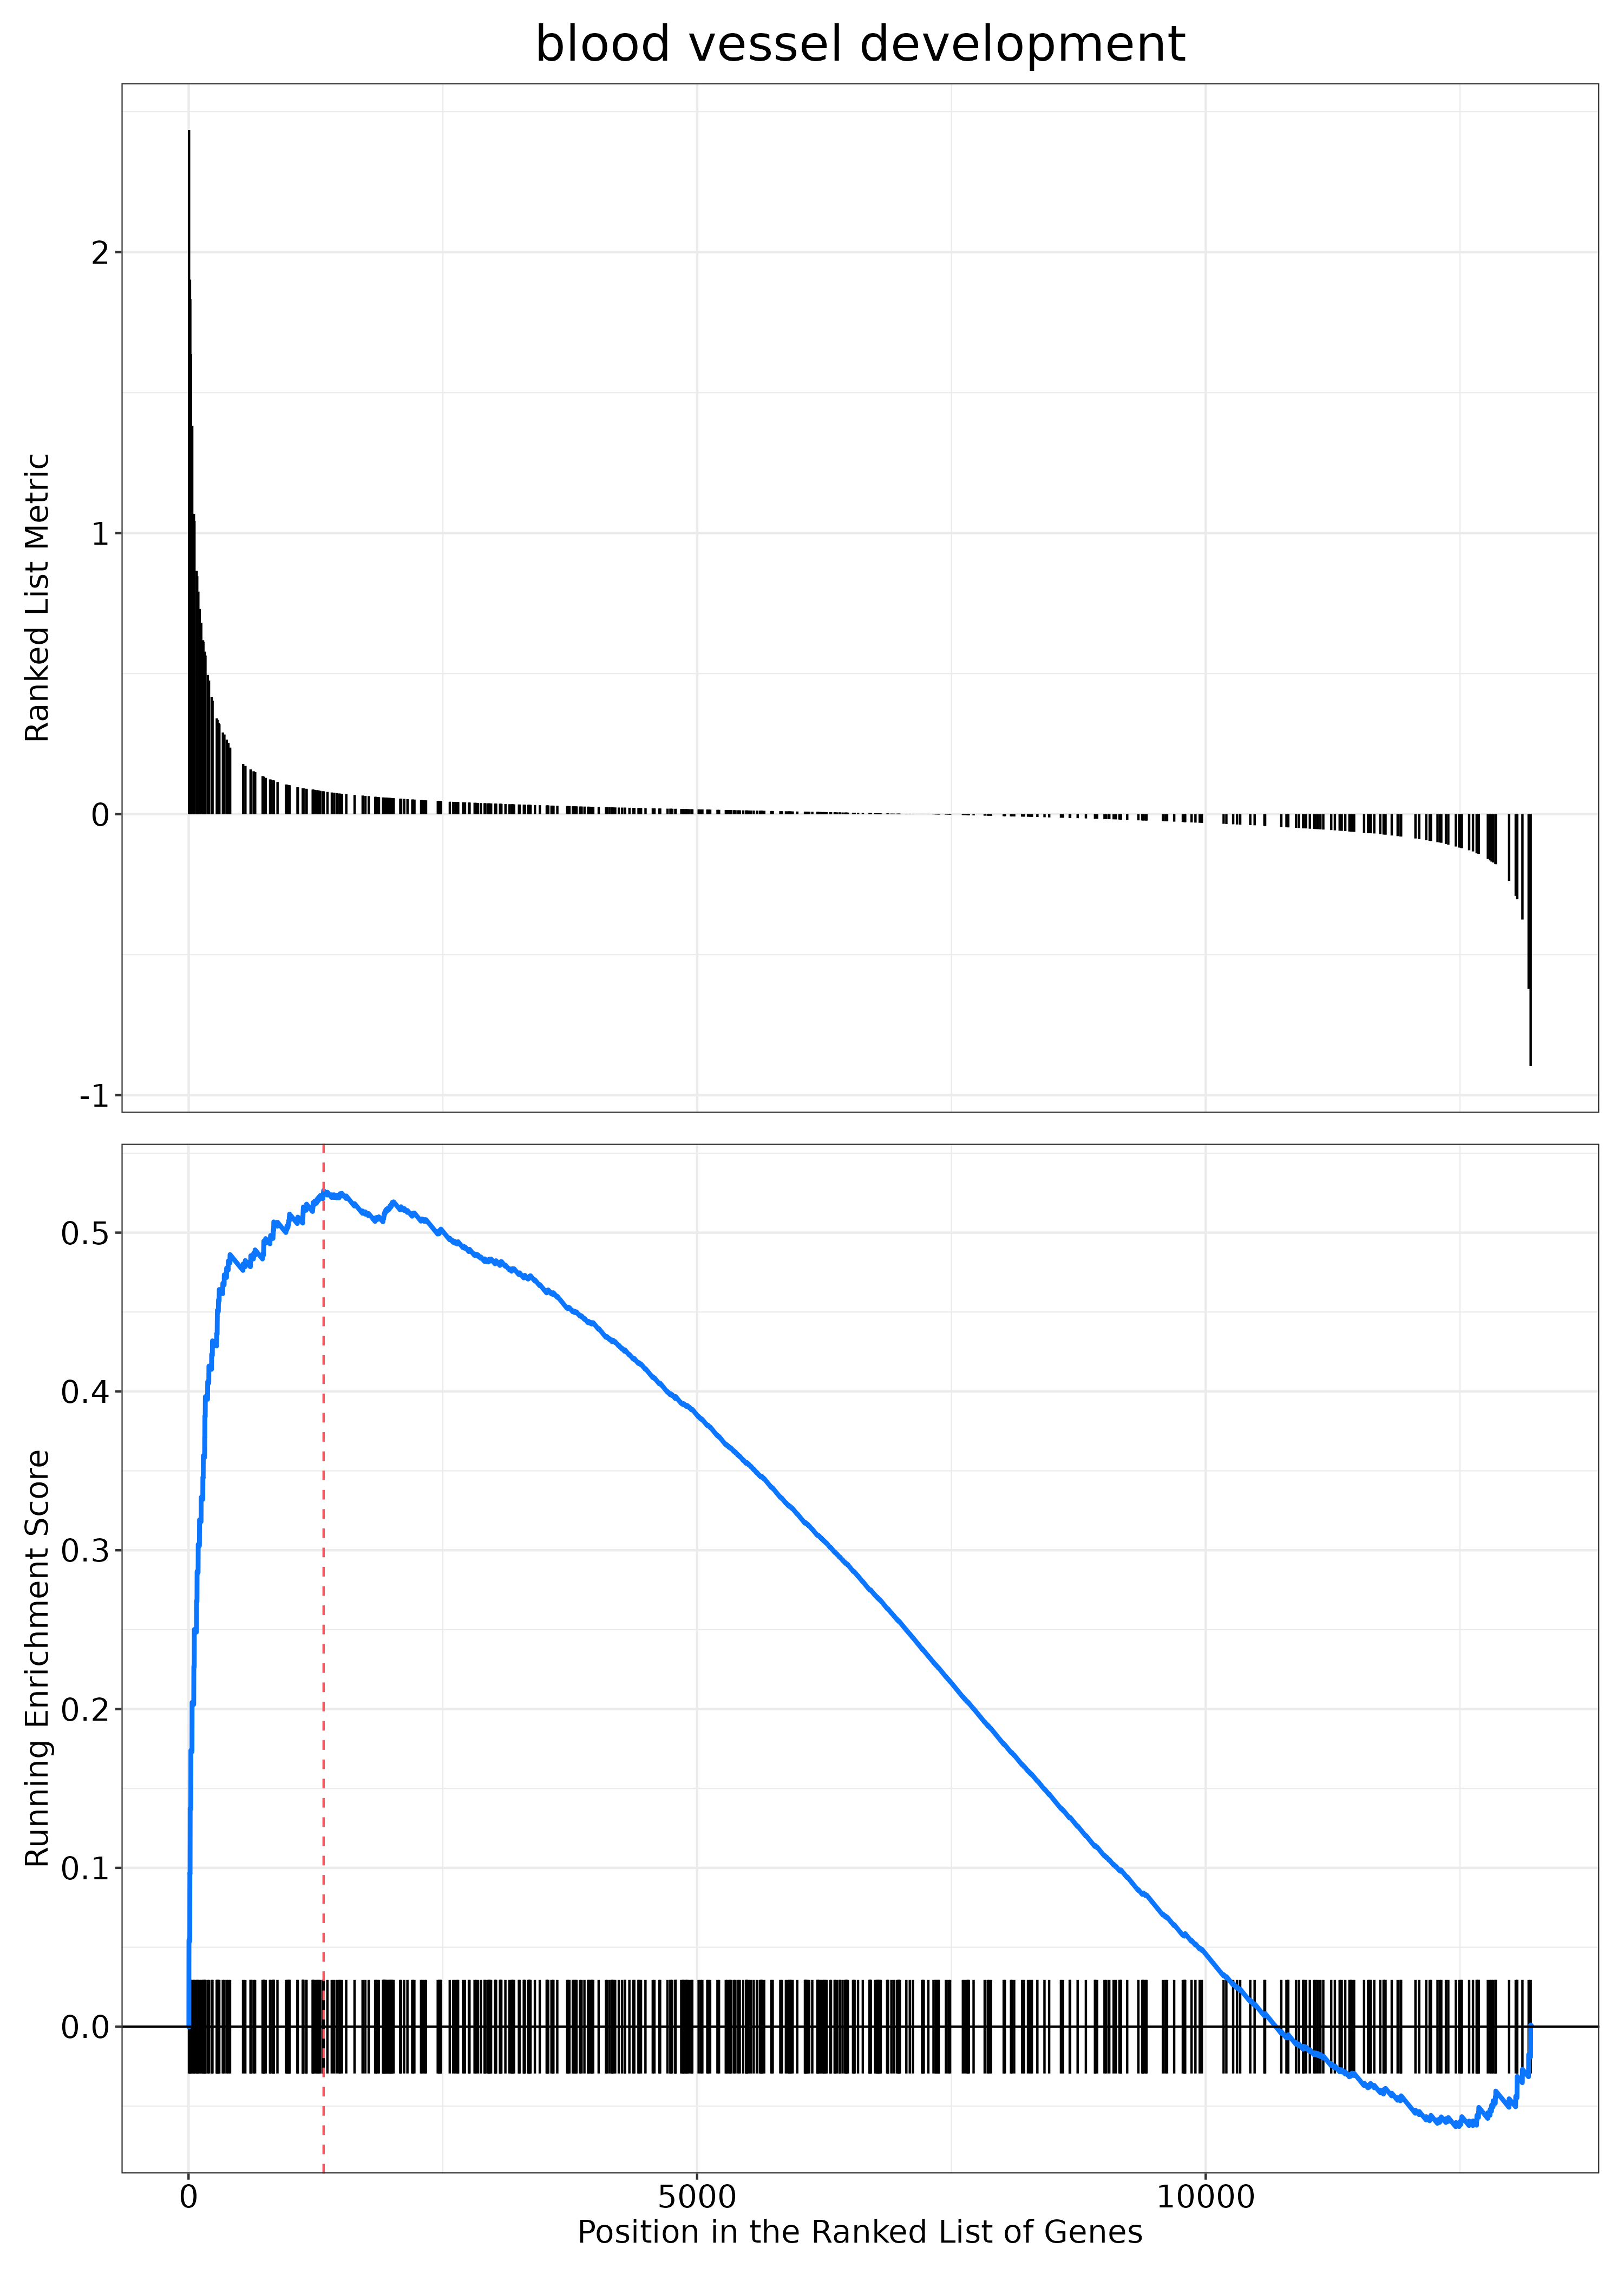 blood vessel development
Ranked List Metric
2
1
0
-1
Running Enrichment Score
0.5
0.4
0.3
0.2
0.1
0.0
0 5000 10000
Position in the Ranked List of Genes